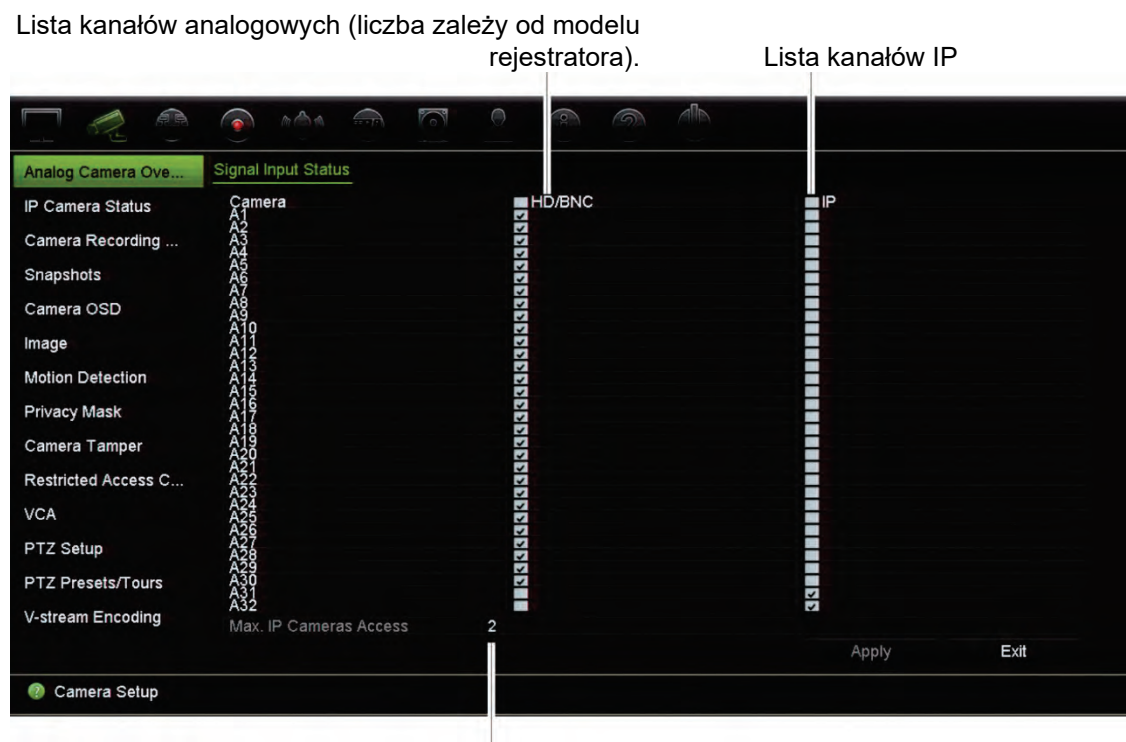 Lista kanałów analogowych (liczba zależy od modelu
rejestratora).
Lista kanałów IP
Analog Camera Ove...
Signal Input Status
IP Camera Status
Camera Recording ...
Snapshots
Camera OSD
Image
Motion Detection
Privacy Mask
Camera Tamper
Restricted Access C...
VCA
PTZ Setup
PTZ Presets/Tours
V-stream Encoding
Camera HD/BNC IP
A1
A2
A3
A4
A5
A6
A7
A8
A9
A10
A11
A12
A13
A14
A15
A16
A17
A18
A19
A20
A21
A22
A23
A24
A25
A26
A27
A28
A29
A30
A31
A32
Max. IP Cameras Access 2
Apply Exit
Camera Setup